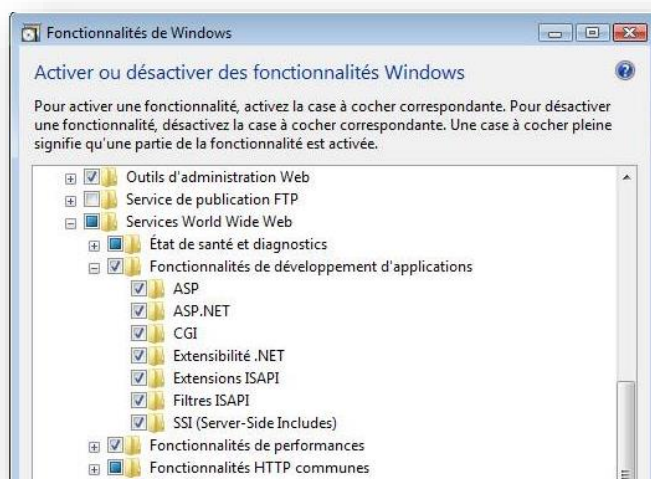 Fonctionnalités de Windows
Activer ou désactiver des fonctionnalités Windows
Pour activer une fonctionnalité, activez la case à cocher correspondante. Pour désactiver
une fonctionnalité, désactivez la case à cocher correspondante. Une case à cocher pleine
signifie qu'une partie de la fonctionnalité est activée.
Outils d'administration Web
Service de publication FTP
Services World Wide Web
État de santé et diagnostics
Fonctionnalités de développement d'applications
ASP
ASP.NET
CGI
Extensibilité .NET
Extensions ISAPI
Filtres ISAPI
SSI (Server-Side Includes)
Fonctionnalités de performances
Fonctionnalités HTTP communes